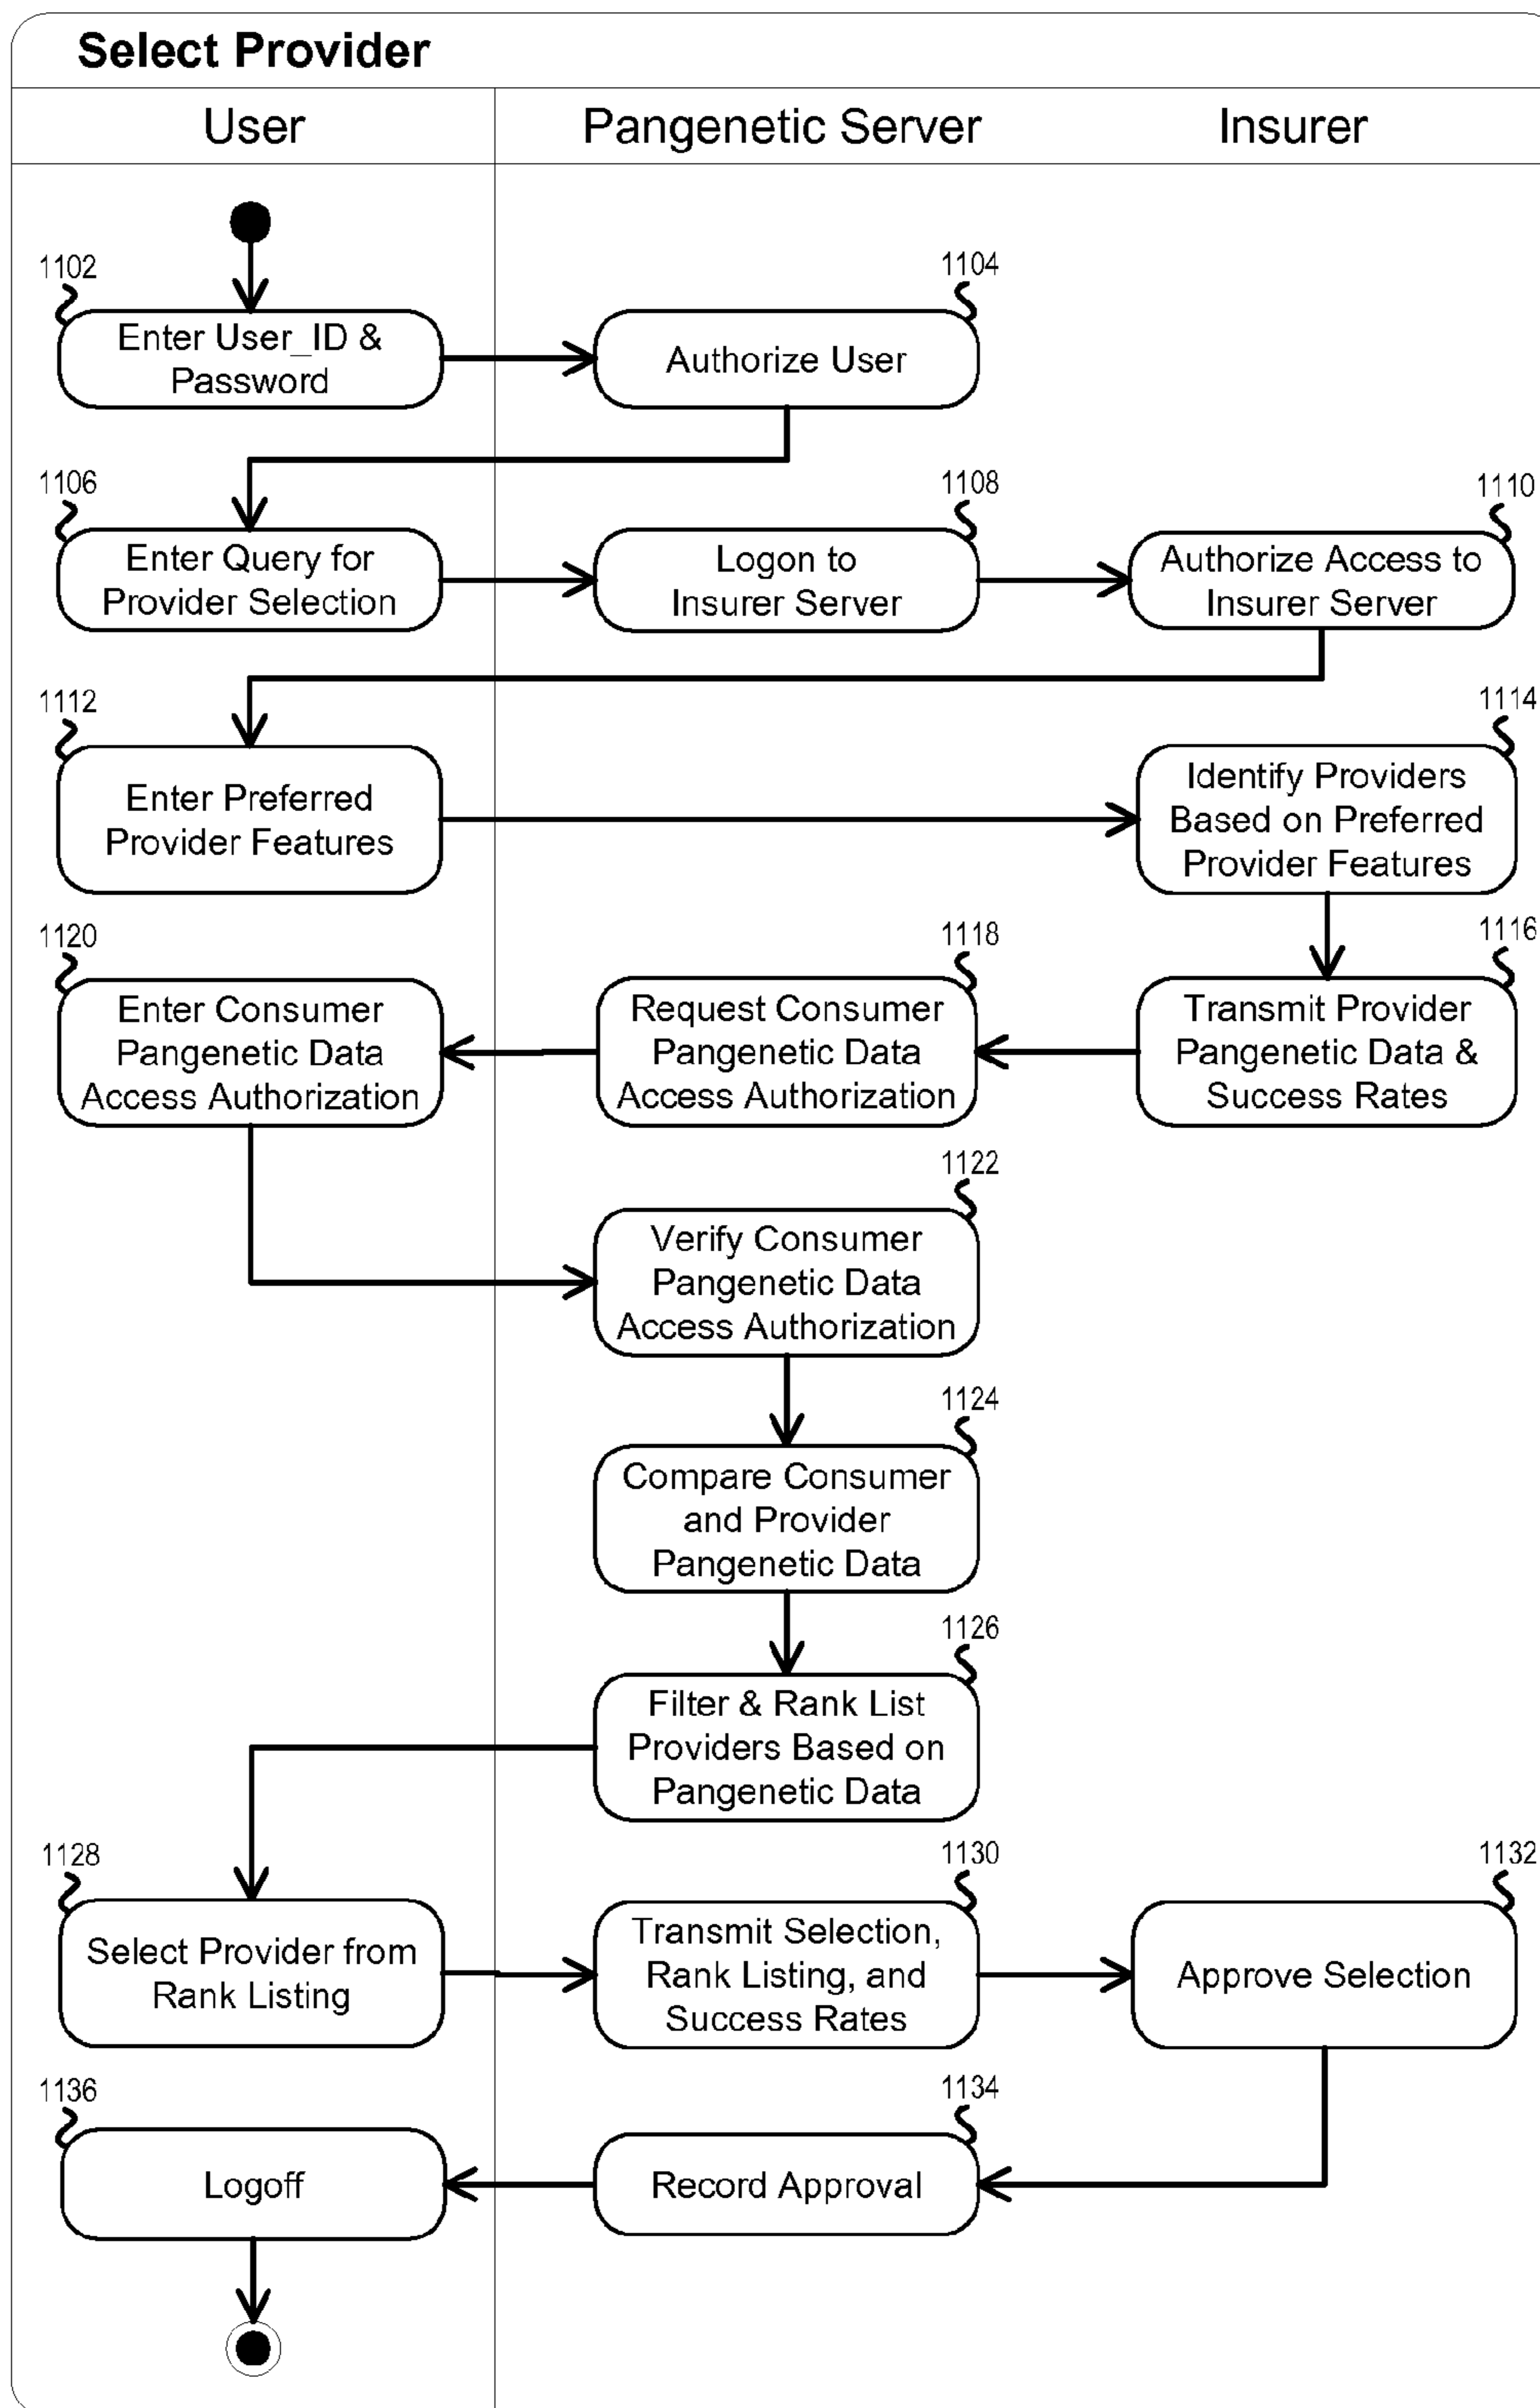 Select Provider
User
Pangenetic Server
Insurer
1102
Enter User_ID &
Password
1104
Authorize User
1106
Enter Query for
Provider Selection
1108
Logon to
Insurer Server
1110
Authorize Access to
Insurer Server
1112
Enter Preferred
Provider Features
1114
Identify Providers
Based on Preferred
Provider Features
1116
Transmit Provider
Pangenetic Data &
Success Rates
1118
Request Consumer
Pangenetic Data
Access Authorization
1120
Enter Consumer
Pangenetic Data
Access Authorization
1122
Verify Consumer
Pangenetic Data
Access Authorization
1124
Compare Consumer
and Provider
Pangenetic Data
1126
Filter & Rank List
Providers Based on
Pangenetic Data
1128
Select Provider from
Rank Listing
1130
Transmit Selection,
Rank Listing, and
Success Rates
1132
Approve Selection
1134
Record Approval
1136
Logoff